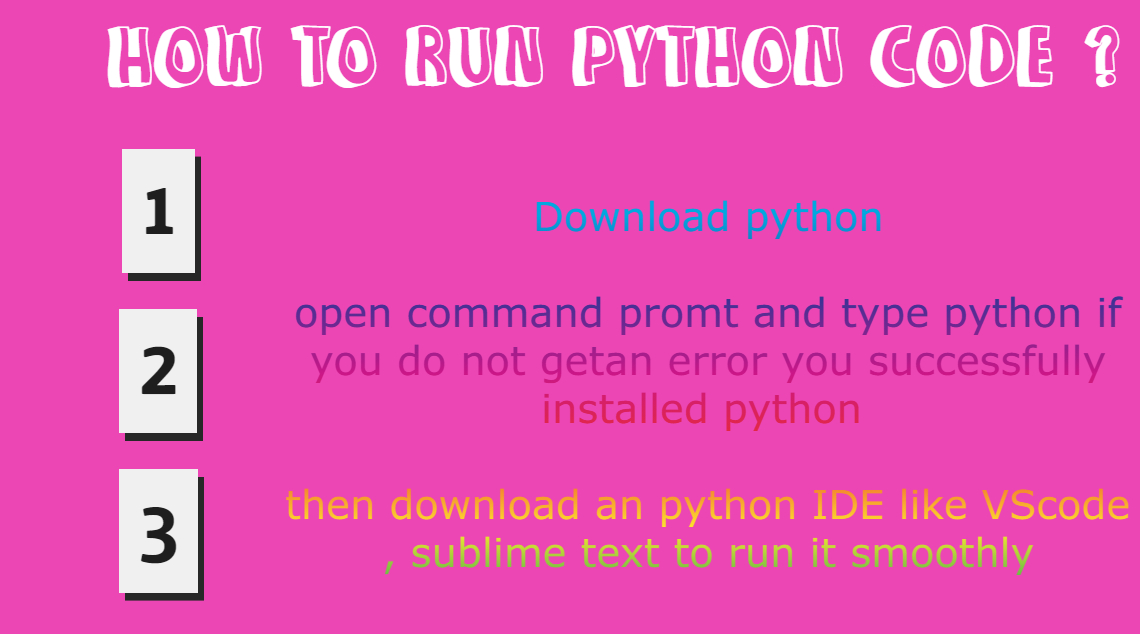 HOW TO RUN PYTHON CODE ?
1
Download python
2
open command promt and type python if
you do not getan error you successfully
installed python
3
then download an python IDE like VScode
, sublime text to run it smoothly